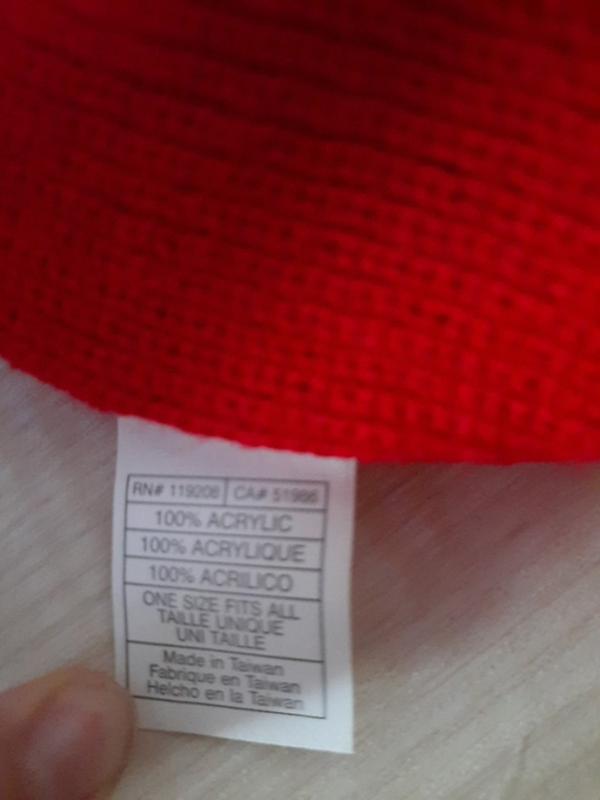 RN# 119206 CA# 51986
100% ACRYLIC
100% ACRYLIQUE
100% ACRILICO
ONE SIZE FITS ALL
TAILLE UNIQUE
UNI TAILLE
Made in Taiwan
Fabrique en Taiwan
Helcho en la Taiwan